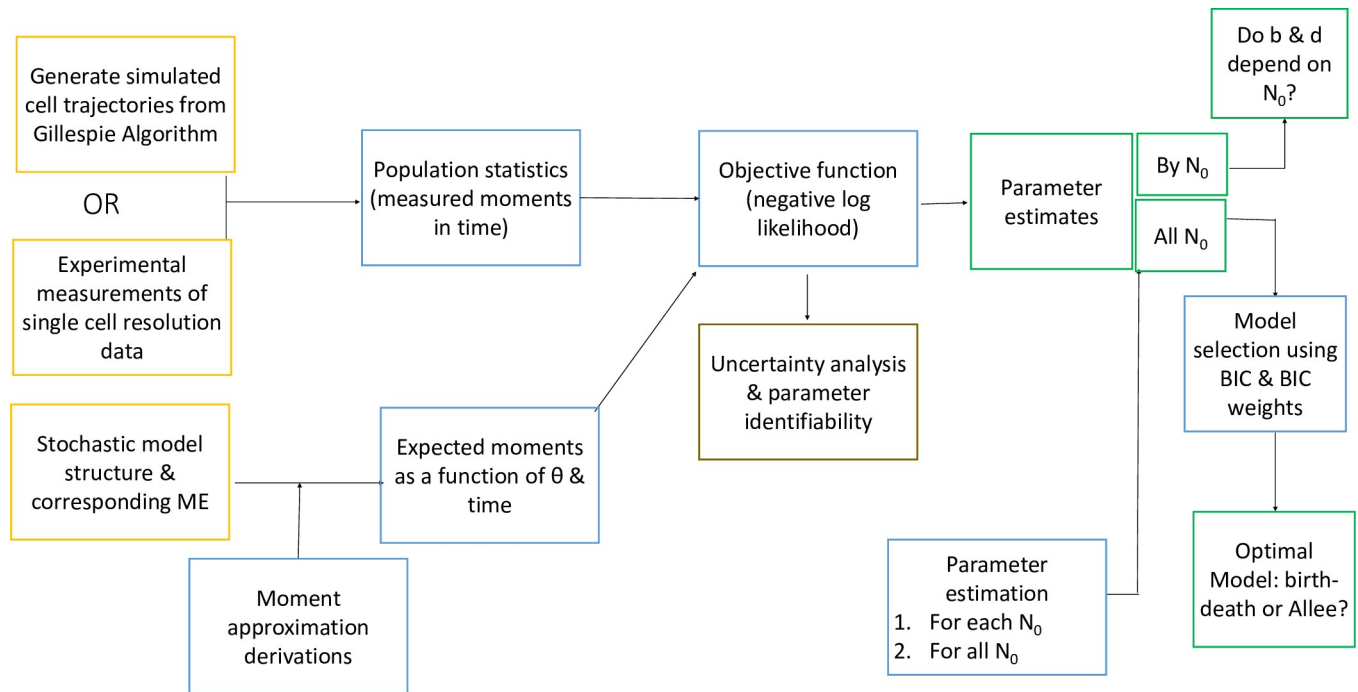 Generate simulated
cell trajectories from
Gillespie Algorithm
OR
Experimental
measurements of
single cell resolution
data
Stochastic model
structure &
corresponding ME
Moment
approximation
derivations
Population statistics
(measured moments
in time)
Expected moments
as a function of θ &
time
Objective function
(negative log
likelihood)
Uncertainty analysis
& parameter
identifiability
Parameter
estimates
By N₀
All N₀
Do b & d
depend on
N₀?
Model
selection using
BIC & BIC
weights
Optimal
Model: birth-
death or Allee?
Parameter
estimation
1. For each N₀
2. For all N₀